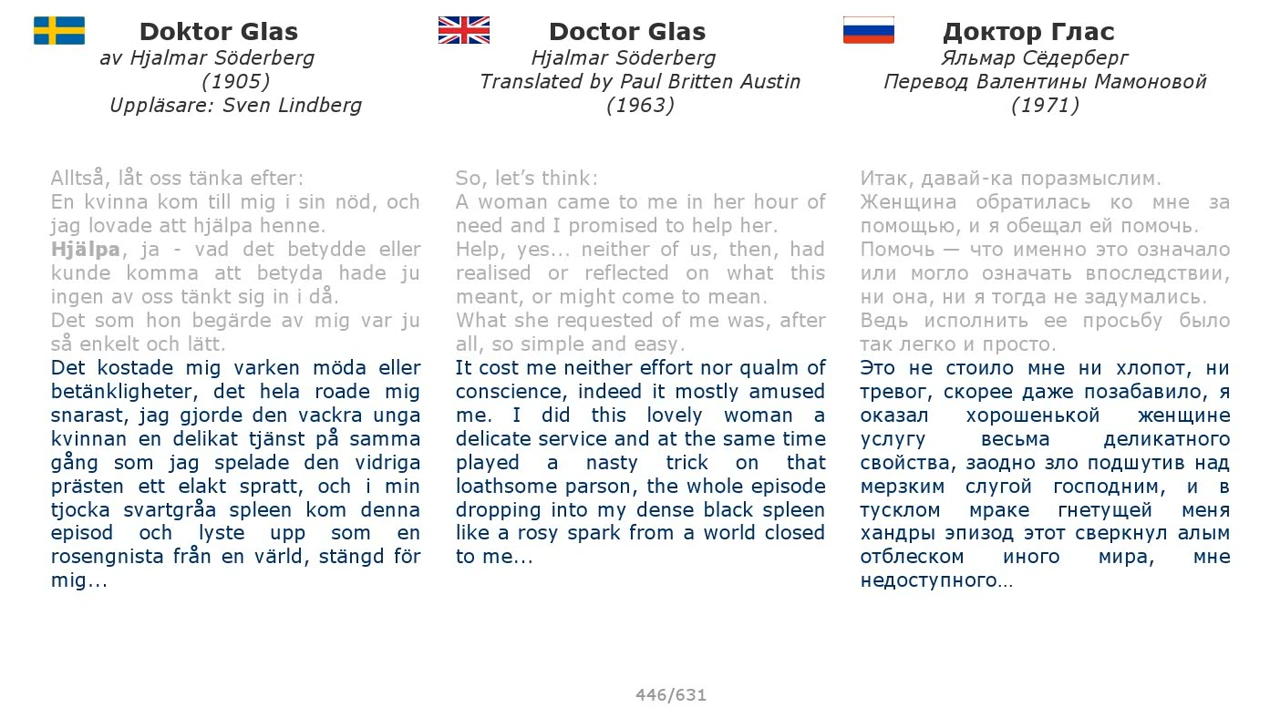 Doktor Glas
av Hjalmar Söderberg
(1905)
Uppläsare: Sven Lindberg
Alltså, låt oss tänka efter:
En kvinna kom till mig i sin nöd, och
jag lovade att hjälpa henne.
Hjälpa, ja - vad det betydde eller
kunde komma att betyda hade ju
ingen av oss tänkt sig in i då.
Det som hon begärde av mig var ju
så enkelt och lätt.
Det kostade mig varken möda eller
betänkligheter, det hela roade mig
snarast, jag gjorde den vackra unga
kvinnan en delikat tjänst på samma
gång som jag spelade den vidriga
prästen ett elakt spratt, och i min
tjocka svartgråa spleen kom denna
episod och lyste upp som en
rosengnista från en värld, stängd för
mig...
Doctor Glas
Hjalmar Söderberg
Translated by Paul Britten Austin
(1963)
So, let’s think:
A woman came to me in her hour of
need and I promised to help her.
Help, yes... neither of us, then, had
realised or reflected on what this
meant, or might come to mean.
What she requested of me was, after
all, so simple and easy.
It cost me neither effort nor qualm of
conscience, indeed it mostly amused
me. I did this lovely woman a
delicate service and at the same time
played a nasty trick on that
loathsome parson, the whole episode
dropping into my dense black spleen
like a rosy spark from a world closed
to me...
Доктор Глас
Яльмар Сёдерберг
Перевод Валентины Мамоновой
(1971)
Итак, давай-ка поразмыслим.
Женщина обратилась ко мне за
помощью, и я обещал ей помочь.
Помочь — что именно это означало
или могло означать впоследствии,
ни она, ни я тогда не задумались.
Ведь исполнить ее просьбу было
так легко и просто.
Это не стоило мне ни хлопот, ни
тревог, скорее даже позабавило, я
оказал хорошенькой женщине
услугу весьма деликатного
свойства, заодно зло подшутив над
мерзким слугой господним, и в
тусклом мраке гнетущей меня
хандры эпизод этот сверкнул алым
отблеском иного мира, мне
недоступного…
446/631